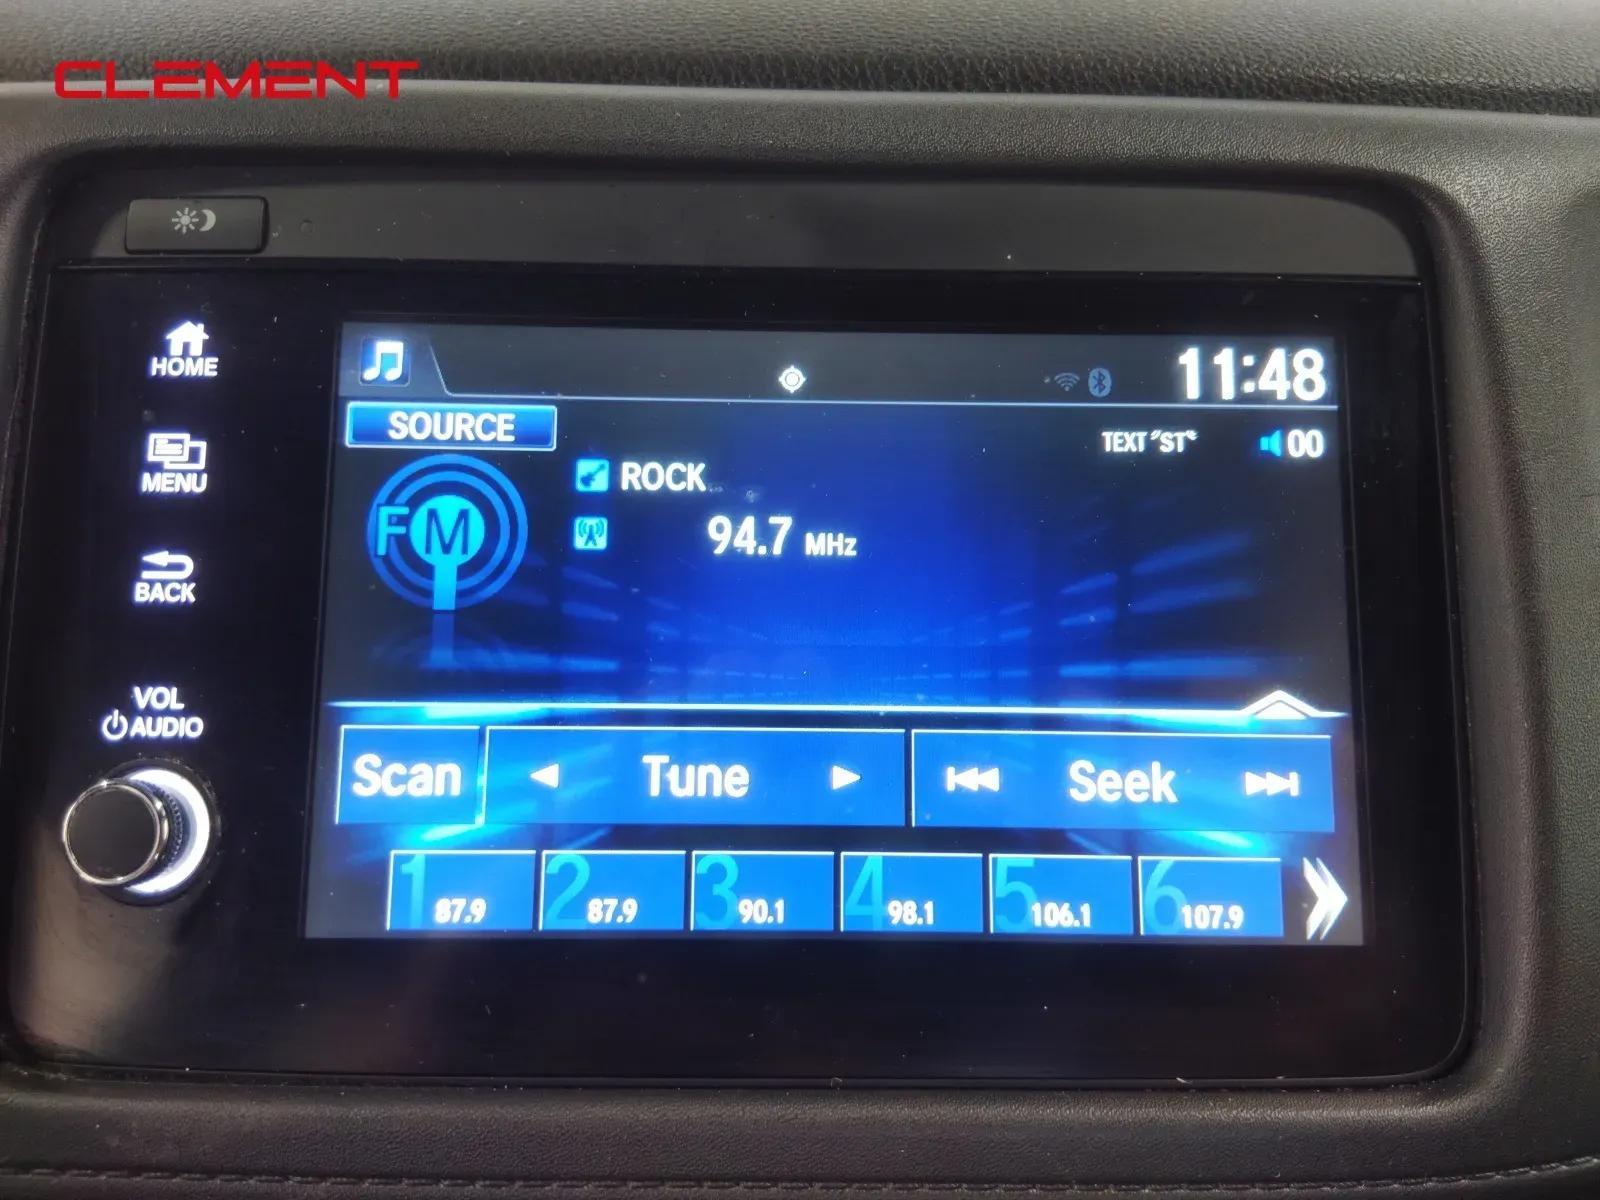 CLEMENT
HOME
MENU
BACK
VOL
AUDIO
11:48
SOURCE
TEXT "ST"
00
FM
ROCK
94.7 MHz
Scan
Tune
Seek
1 87.9
2 87.9
3 90.1
4 98.1
5 106.1
6 107.9